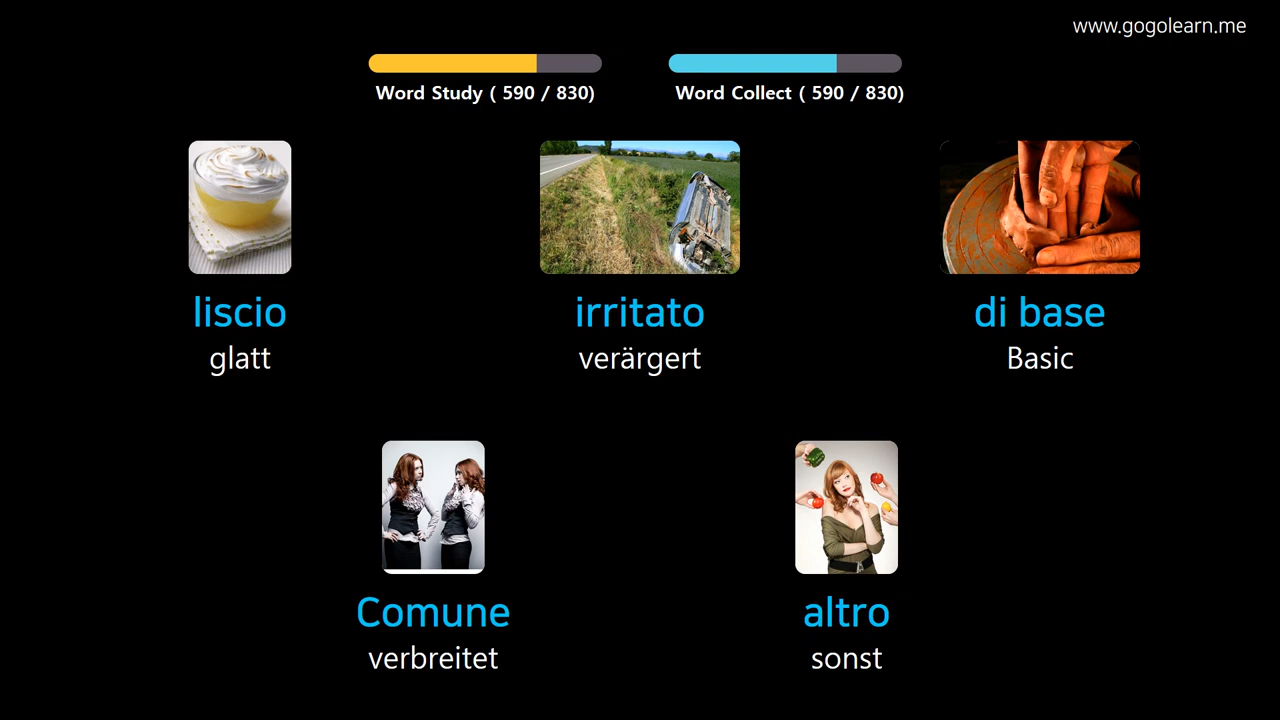 www.gogolearn.me
Word Study ( 590 / 830)
Word Collect ( 590 / 830)
liscio
glatt
irritato
verärgert
di base
Basic
Comune
verbreitet
altro
sonst